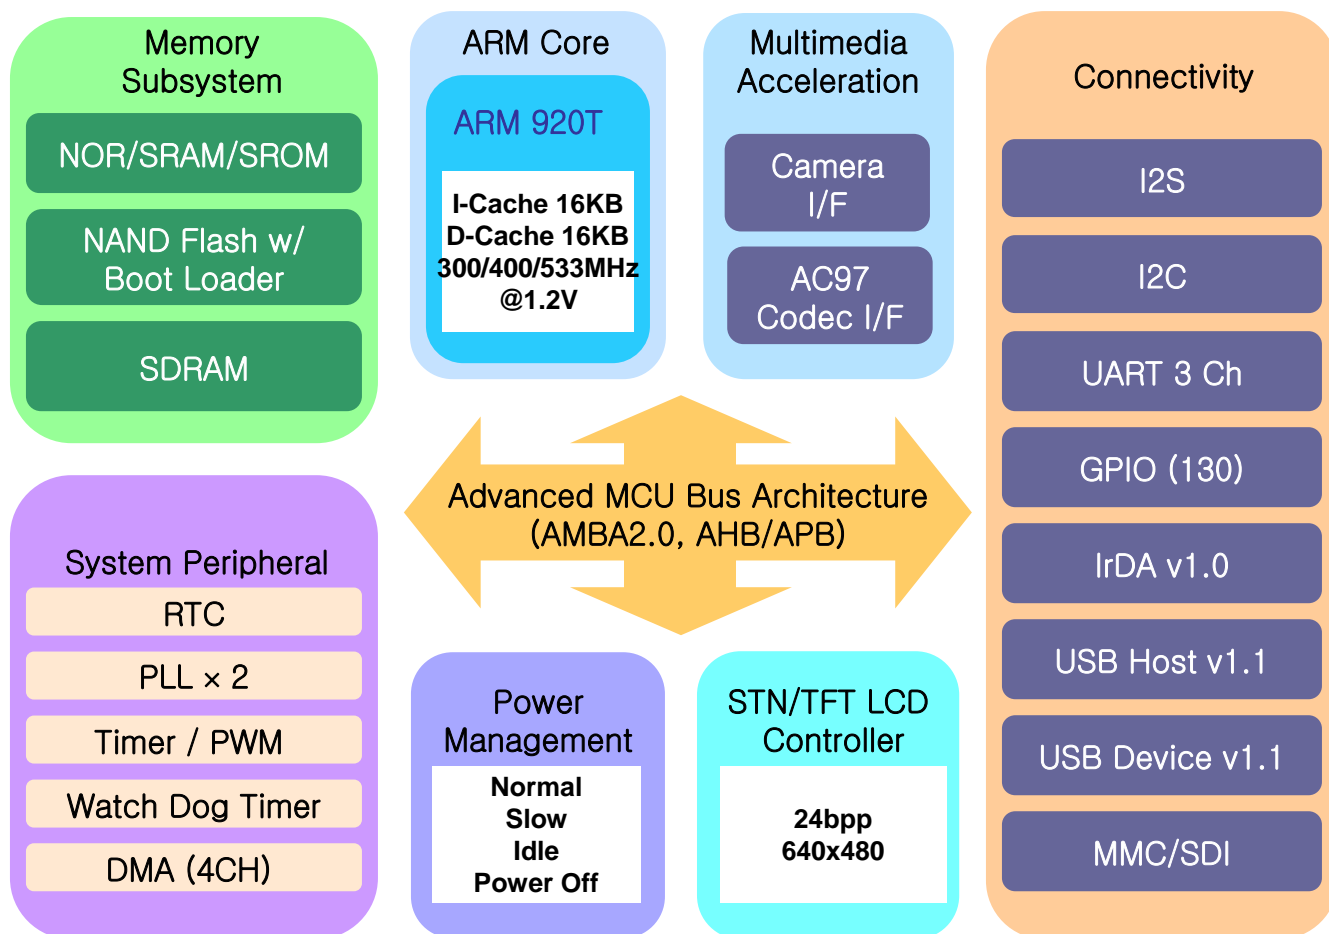 Memory
Subsystem
NOR/SRAM/SROM
NAND Flash w/
Boot Loader
SDRAM
ARM Core
ARM 920T
I-Cache 16KB
D-Cache 16KB
300/400/533MHz
@1.2V
Multimedia
Acceleration
Camera
I/F
AC97
Codec I/F
Connectivity
I2S
I2C
UART 3 Ch
GPIO (130)
IrDA v1.0
USB Host v1.1
USB Device v1.1
MMC/SDI
Advanced MCU Bus Architecture
(AMBA2.0, AHB/APB)
System Peripheral
RTC
PLL × 2
Timer / PWM
Watch Dog Timer
DMA (4CH)
Power
Management
Normal
Slow
Idle
Power Off
STN/TFT LCD
Controller
24bpp
640x480